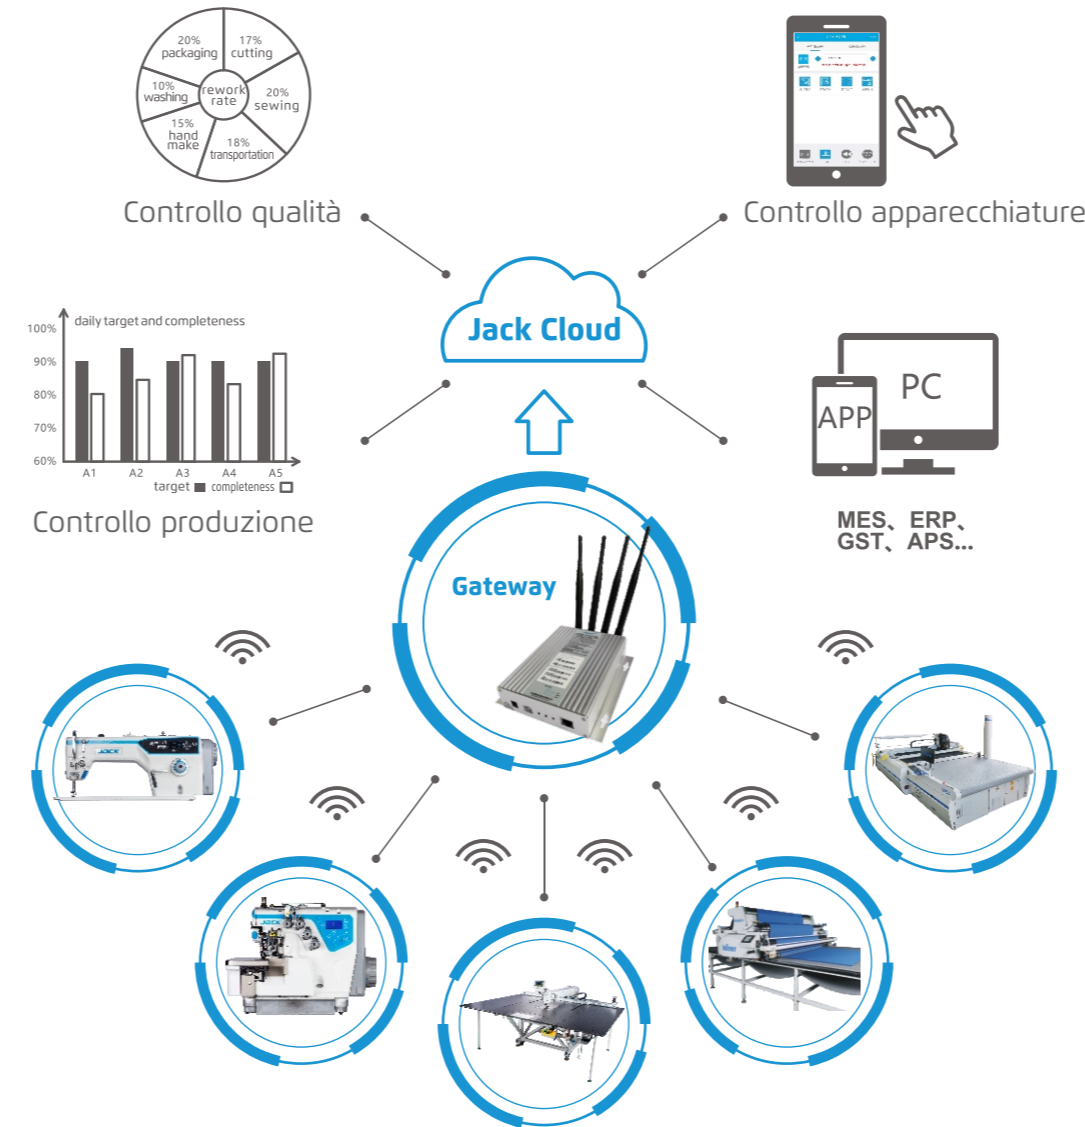 20%
packaging
17%
cutting
10%
washing
rework
rate
20%
sewing
15%
hand
make
18%
transportation
Controllo qualità
Controllo apparecchiature
Jack Cloud
daily target and completeness
100%
90%
80%
70%
60%
A1 A2 A3 A4 A5
target completeness
Controllo produzione
APP
PC
MES、ERP、
GST、APS...
Gateway
JACK
JACK